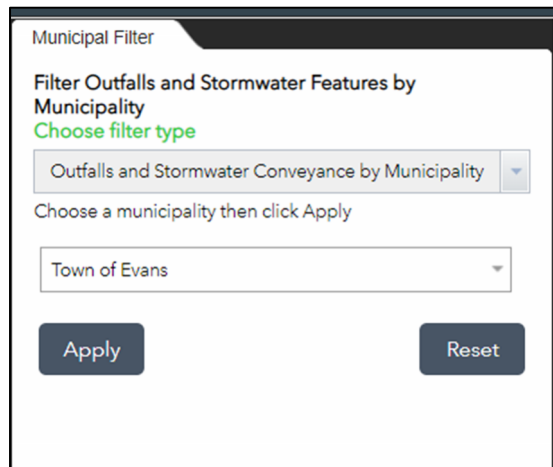 Municipal Filter
Filter Outfalls and Stormwater Features by
Municipality
Choose filter type
Outfalls and Stormwater Conveyance by Municipality
Choose a municipality then click Apply
Town of Evans
Apply Reset